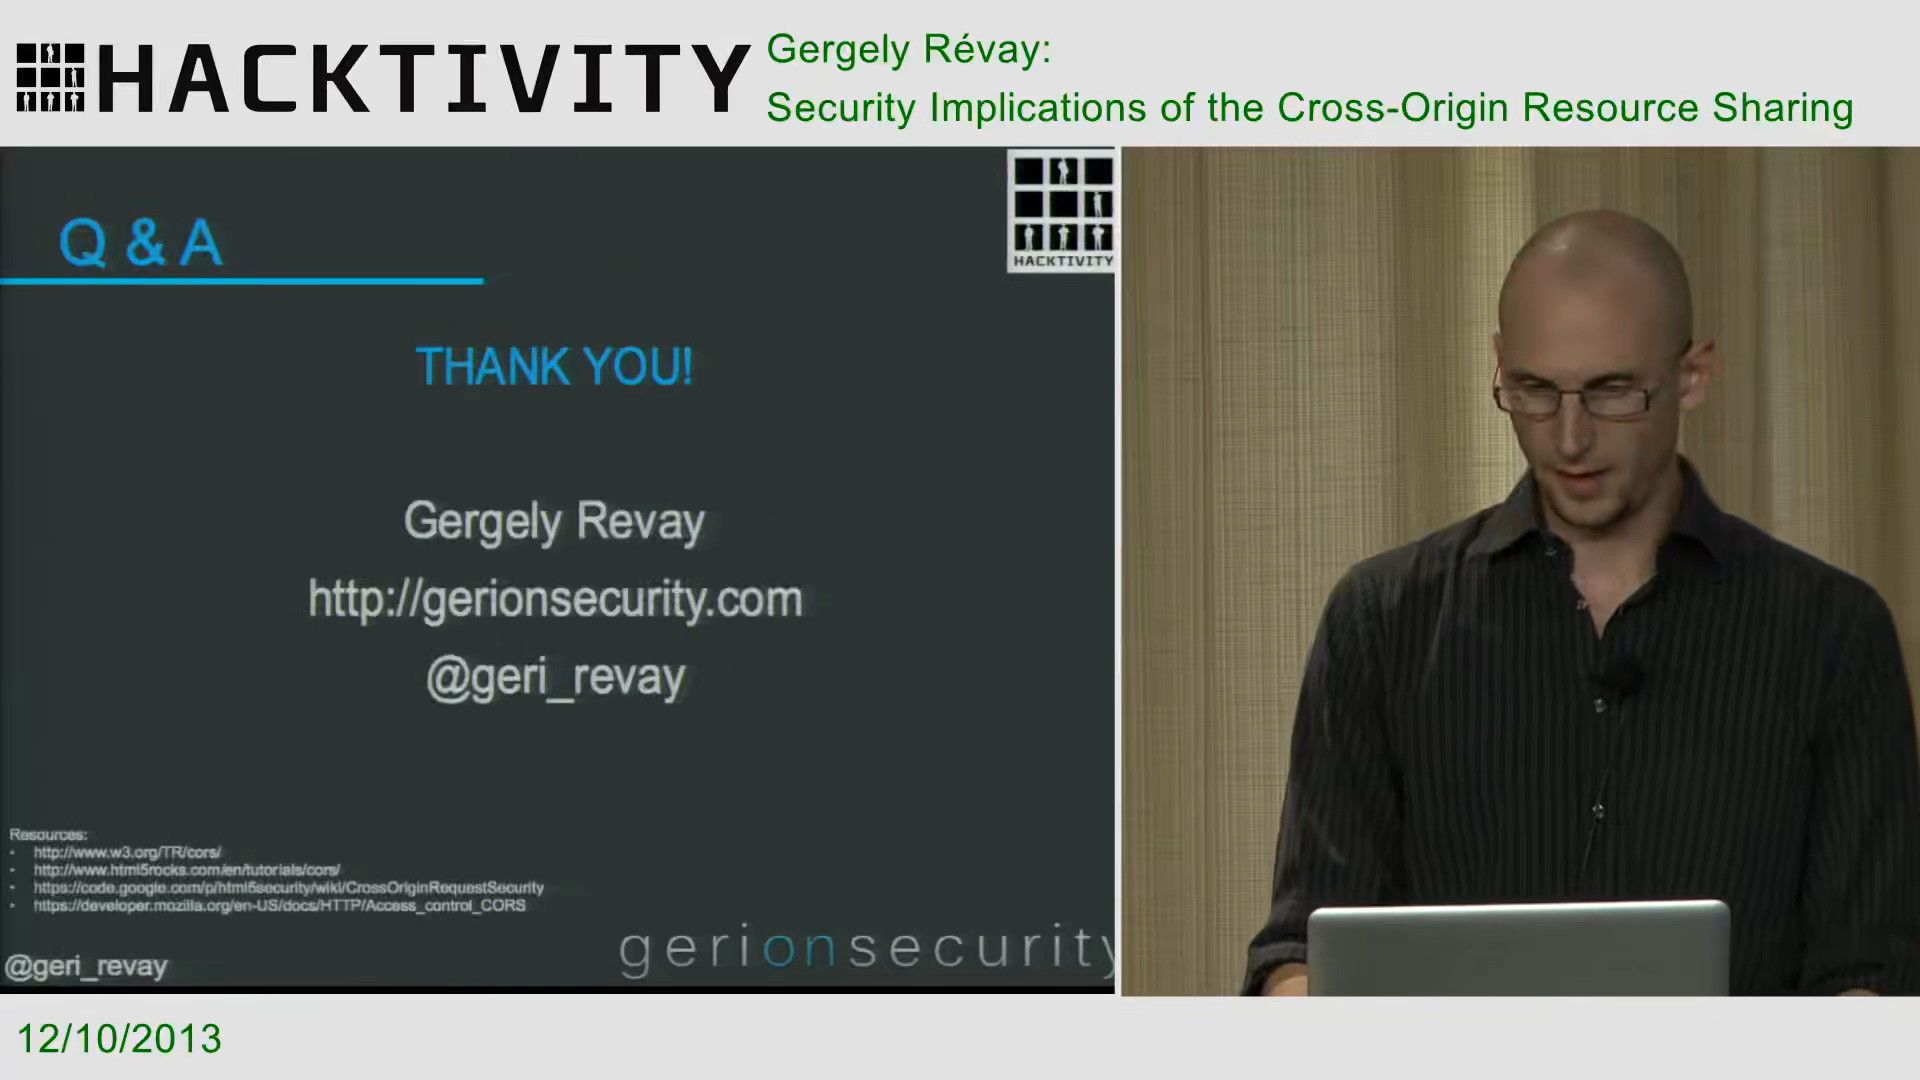 HACKTIVITY
Gergely Révay:
Security Implications of the Cross-Origin Resource Sharing
Q & A
HACKTIVITY
THANK YOU!
Gergely Revay
http://gerionsecurity.com
@geri_revay
Resources:
• http://www.w3.org/TR/cors/
• http://www.html5rocks.com/en/tutorials/cors/
• https://code.google.com/p/html5security/wiki/CrossOriginRequestSecurity
• https://developer.mozilla.org/en-US/docs/HTTP/Access_control_CORS
@geri_revay
gerionsecurity
12/10/2013